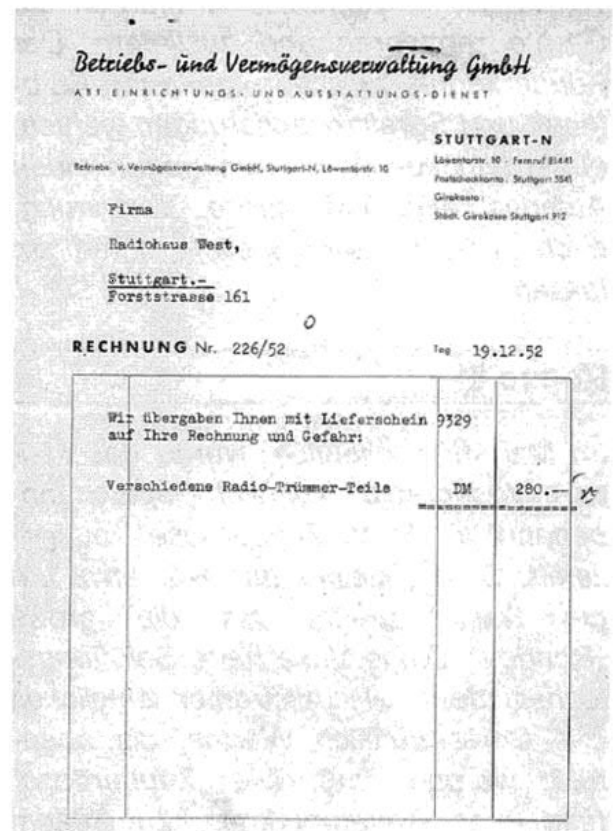 Betriebs- und Vermögensverwaltung GmbH
ABT EINRICHTUNGS- UND AUSSTATTUNGS-DIENST
STUTTGART-N
Löwentorstr. 10 · Fernruf 81441
Postscheckkonto: Stuttgart 5541
Girokonto:
Städt. Girokasse Stuttgart 912
Betriebs- u. Vermögensverwaltung GmbH, Stuttgart-N, Löwentorstr. 10
Firma
Radiohaus West,
Stuttgart.-
Forststrasse 161
RECHNUNG Nr. 226/52 Tag 19.12.52
Wir übergaben Ihnen mit Lieferschein 9329
auf Ihre Rechnung und Gefahr:
Verschiedene Radio-Trümmer-Teile DM 280.--